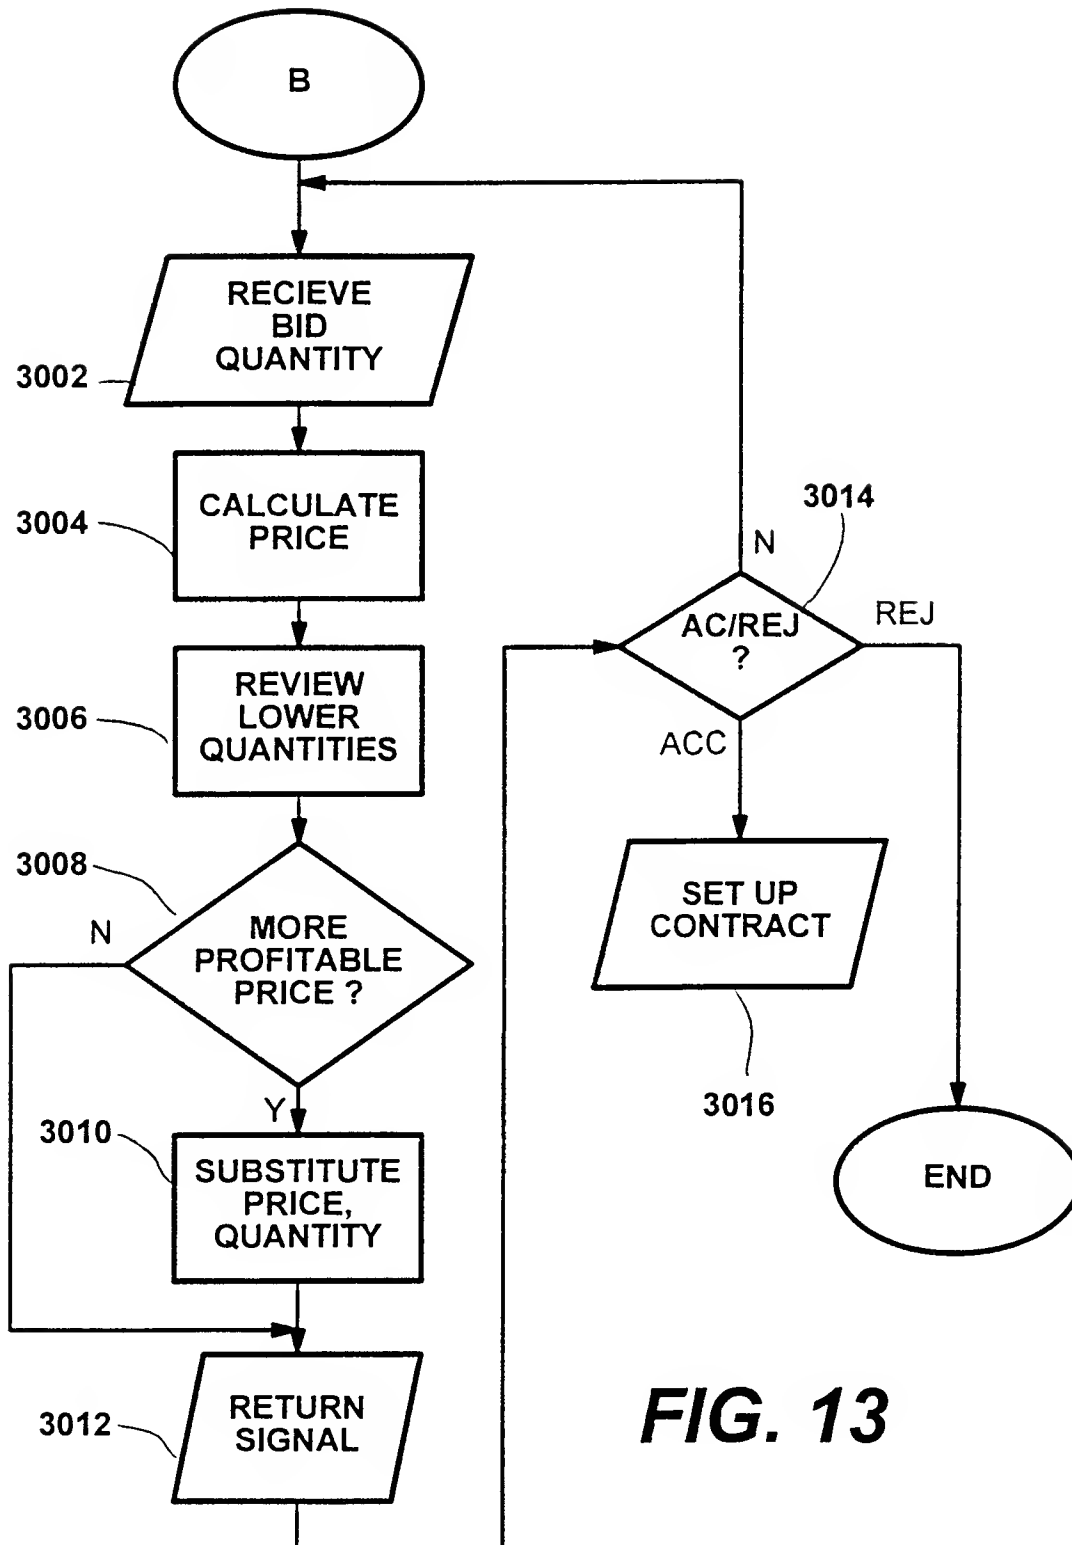 B
RECIEVE
BID
QUANTITY
3002
CALCULATE
PRICE
3004
REVIEW
LOWER
QUANTITIES
3006
3008
N
MORE
PROFITABLE
PRICE ?
Y
3010
SUBSTITUTE
PRICE,
QUANTITY
RETURN
SIGNAL
3012
3014
N
AC/REJ
?
REJ
ACC
SET UP
CONTRACT
3016
END
FIG. 13